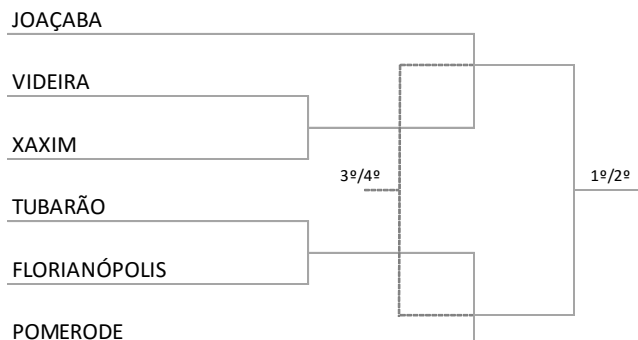 JOAÇABA
VIDEIRA
XAXIM
3º/4º
1º/2º
TUBARÃO
FLORIANÓPOLIS
POMERODE